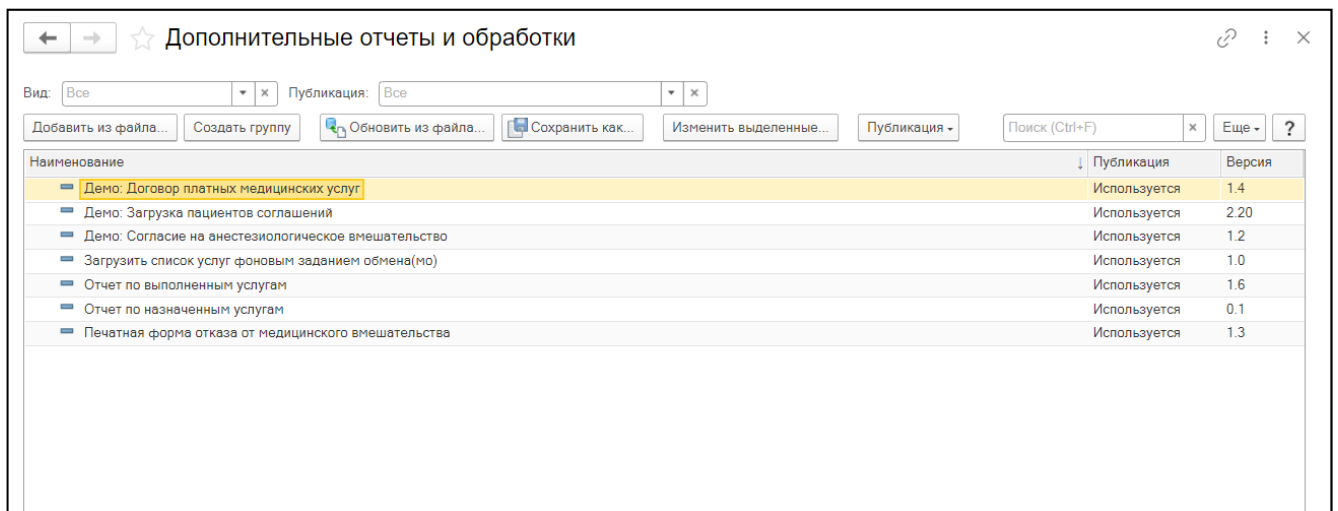 Дополнительные отчеты и обработки
Вид: Все Публикация: Все
Добавить из файла... Создать группу Обновить из файла... Сохранить как... Изменить выделенные... Публикация Поиск (Ctrl+F) × Еще ?
Наименование ↓ Публикация Версия
Демо: Договор платных медицинских услуг Используется 1.4
Демо: Загрузка пациентов соглашений Используется 2.20
Демо: Согласие на анестезиологическое вмешательство Используется 1.2
Загрузить список услуг фоновым заданием обмена(мо) Используется 1.0
Отчет по выполненным услугам Используется 1.6
Отчет по назначенным услугам Используется 0.1
Печатная форма отказа от медицинского вмешательства Используется 1.3